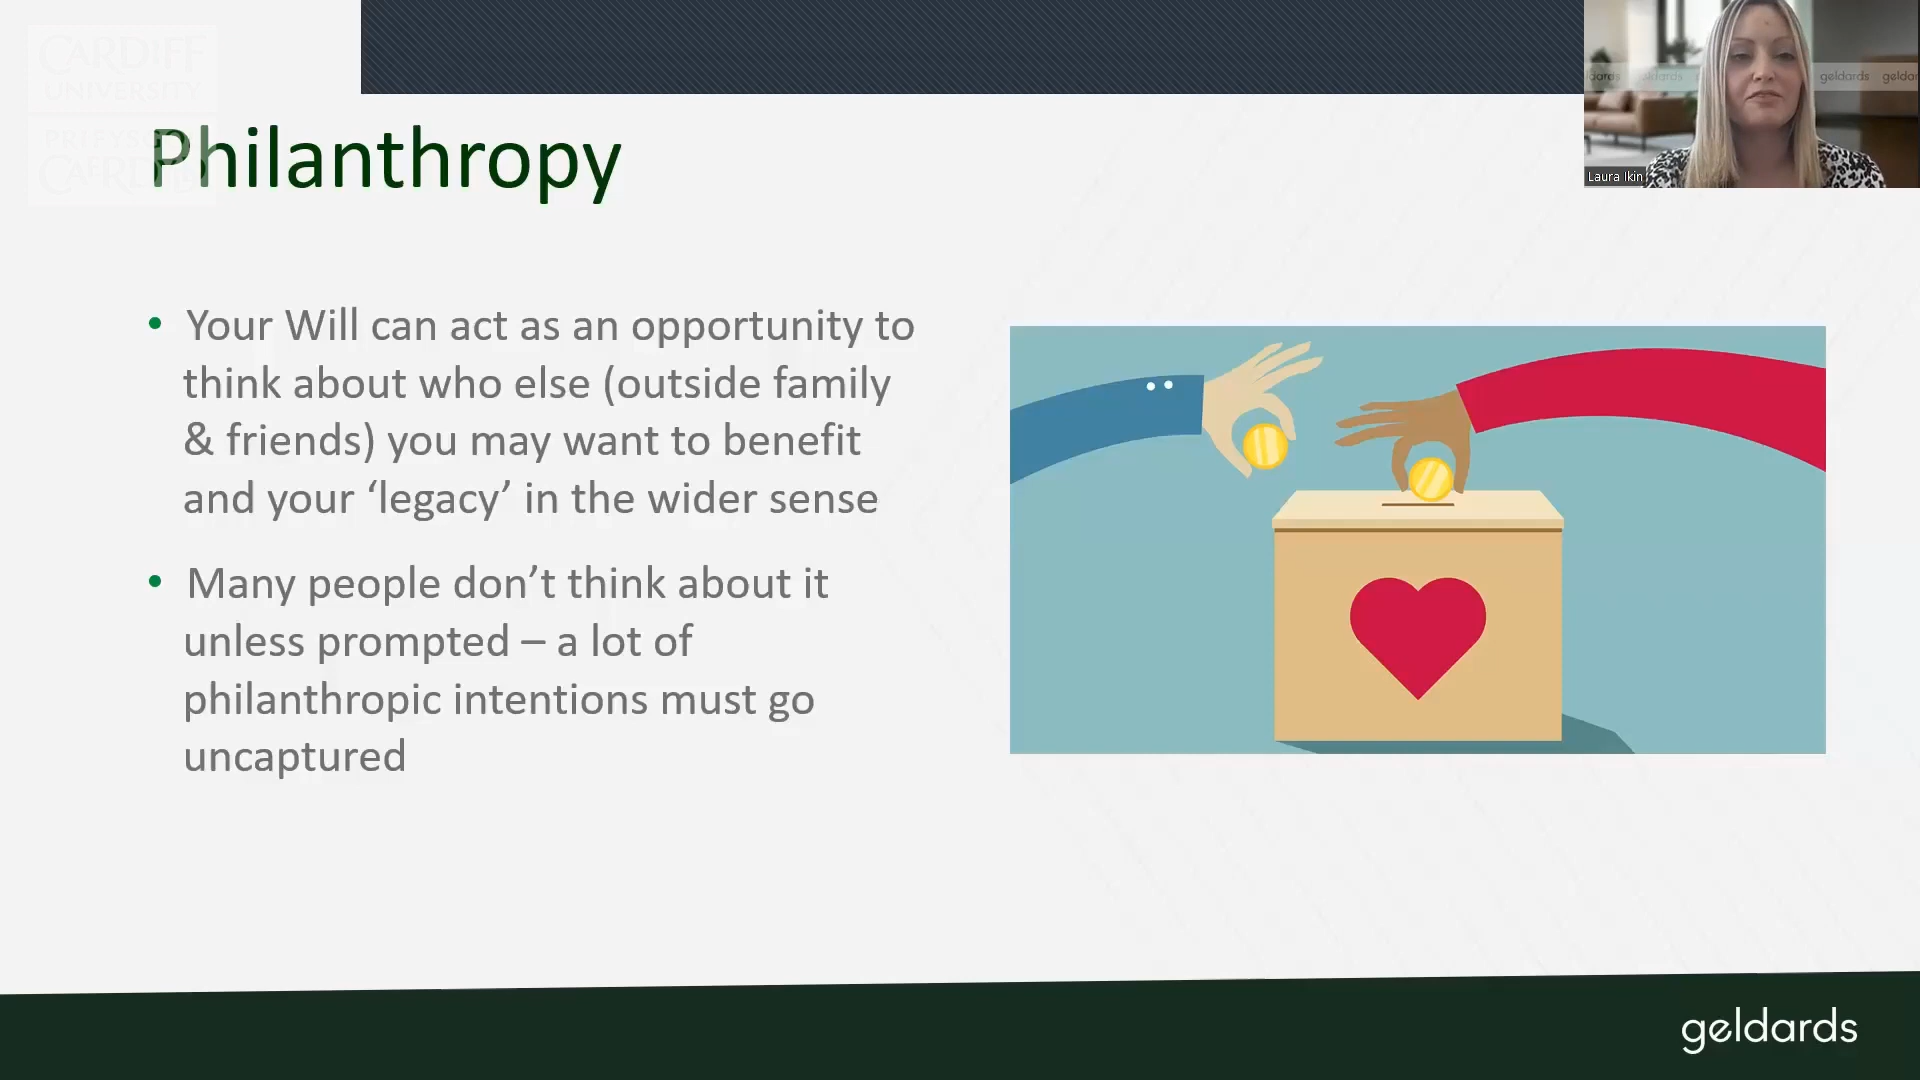 CARDIFF
UNIVERSITY
PRIFYSGOL
CAERDYDD
Philanthropy
geldards
geldards
Laura Ikin
• Your Will can act as an opportunity to
think about who else (outside family
& friends) you may want to benefit
and your ‘legacy’ in the wider sense
• Many people don’t think about it
unless prompted – a lot of
philanthropic intentions must go
uncaptured
geldards